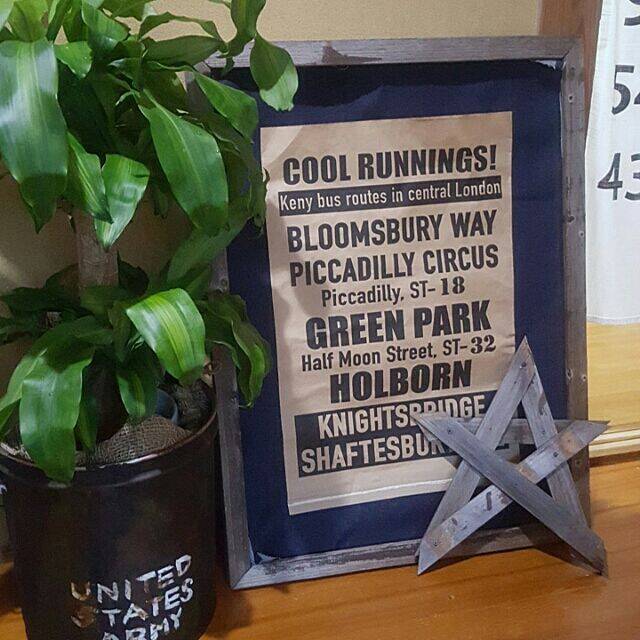 COOL RUNNINGS!
Keny bus routes in central London
BLOOMSBURY WAY
PICCADILLY CIRCUS
Piccadilly, ST-18
GREEN PARK
Half Moon Street, ST-32
HOLBORN
KNIGHTSBRIDGE
UNITED
STATES
ARMY